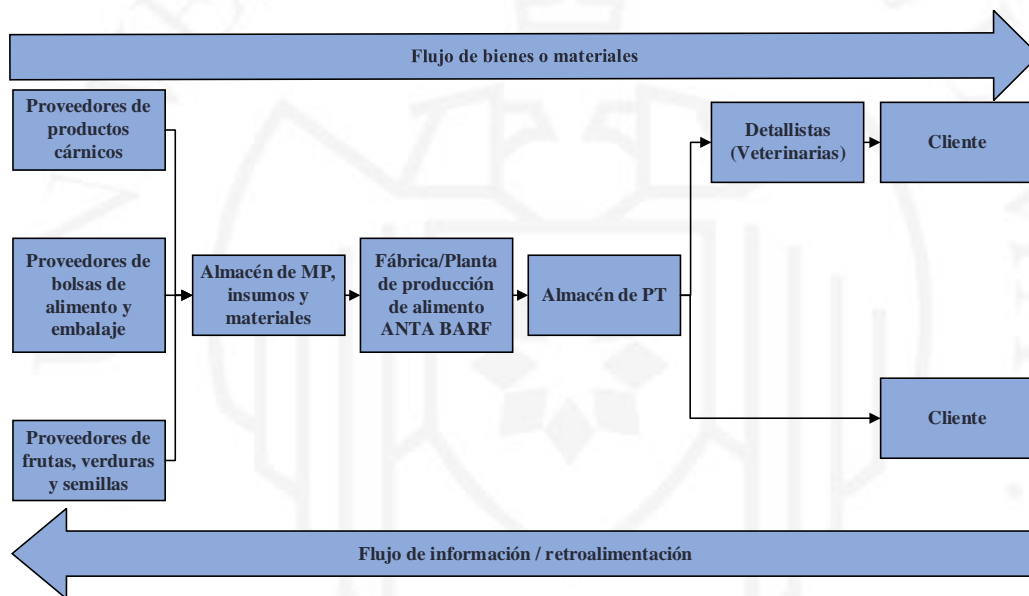 Flujo de bienes o materiales
Proveedores de
productos
cárnicos
Detallistas
(Veterinarias)
Cliente
Proveedores de
bolsas de
alimento y
embalaje
Almacén de MP,
insumos y
materiales
Fábrica/Planta
de producción
de alimento
ANTA BARF
Almacén de PT
Cliente
Proveedores de
frutas, verduras
y semillas
Flujo de información / retroalimentación